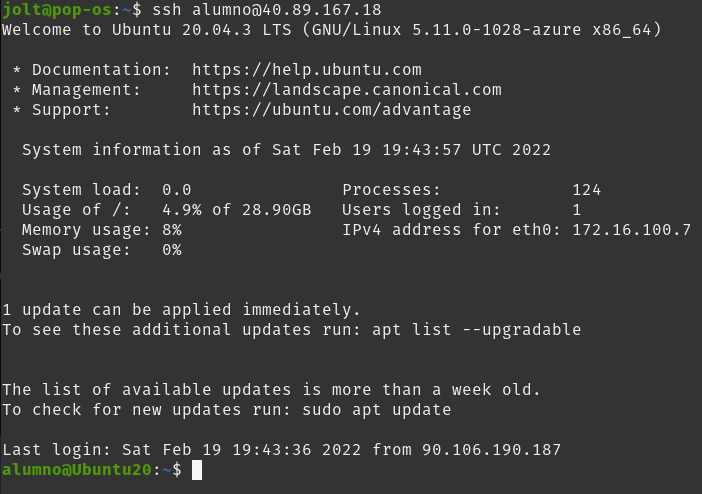 jolt@pop-os:~$ ssh alumno@40.89.167.18
Welcome to Ubuntu 20.04.3 LTS (GNU/Linux 5.11.0-1028-azure x86_64)
* Documentation:  https://help.ubuntu.com
* Management:     https://landscape.canonical.com
* Support:        https://ubuntu.com/advantage
System information as of Sat Feb 19 19:43:57 UTC 2022
System load:  0.0               Processes:             124
Usage of /:   4.9% of 28.90GB   Users logged in:       1
Memory usage: 8%                IPv4 address for eth0: 172.16.100.7
Swap usage:   0%
1 update can be applied immediately.
To see these additional updates run: apt list --upgradable
The list of available updates is more than a week old.
To check for new updates run: sudo apt update
Last login: Sat Feb 19 19:43:36 2022 from 90.106.190.187
alumno@Ubuntu20:~$